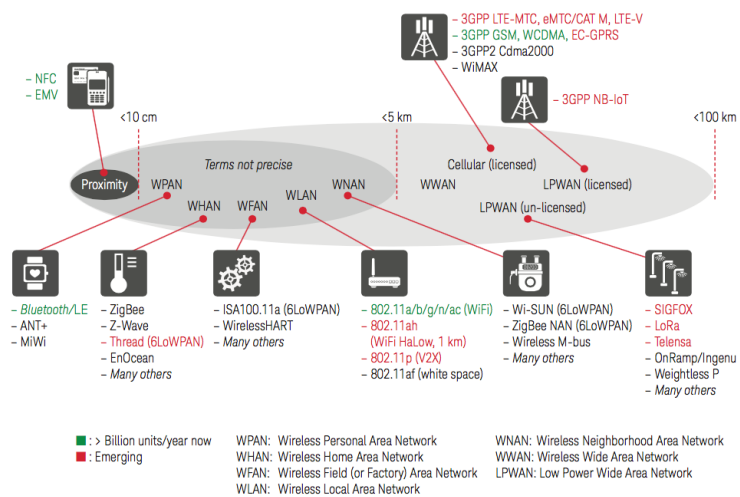 – 3GPP LTE-MTC, eMTC/CAT M, LTE-V
– 3GPP GSM, WCDMA, EC-GPRS
– 3GPP2 Cdma2000
– WiMAX
– NFC
– EMV
– 3GPP NB-IoT
<10 cm
<5 km
<100 km
Terms not precise
Proximity
WPAN
WHAN
WFAN
WLAN
WNAN
WWAN
Cellular (licensed)
LPWAN (licensed)
LPWAN (un-licensed)
– Bluetooth/LE
– ANT+
– MiWi
– ZigBee
– Z-Wave
– Thread (6LoWPAN)
– EnOcean
– Many others
– ISA100.11a (6LoWPAN)
– WirelessHART
– Many others
– 802.11a/b/g/n/ac (WiFi)
– 802.11ah
(WiFi HaLow, 1 km)
– 802.11p (V2X)
– 802.11af (white space)
– Wi-SUN (6LoWPAN)
– ZigBee NAN (6LoWPAN)
– Wireless M-bus
– Many others
– SIGFOX
– LoRa
– Telensa
– OnRamp/Ingenu
– Weightless P
– Many others
: > Billion units/year now
: Emerging
WPAN: Wireless Personal Area Network
WHAN: Wireless Home Area Network
WFAN: Wireless Field (or Factory) Area Network
WLAN: Wireless Local Area Network
WNAN: Wireless Neighborhood Area Network
WWAN: Wireless Wide Area Network
LPWAN: Low Power Wide Area Network